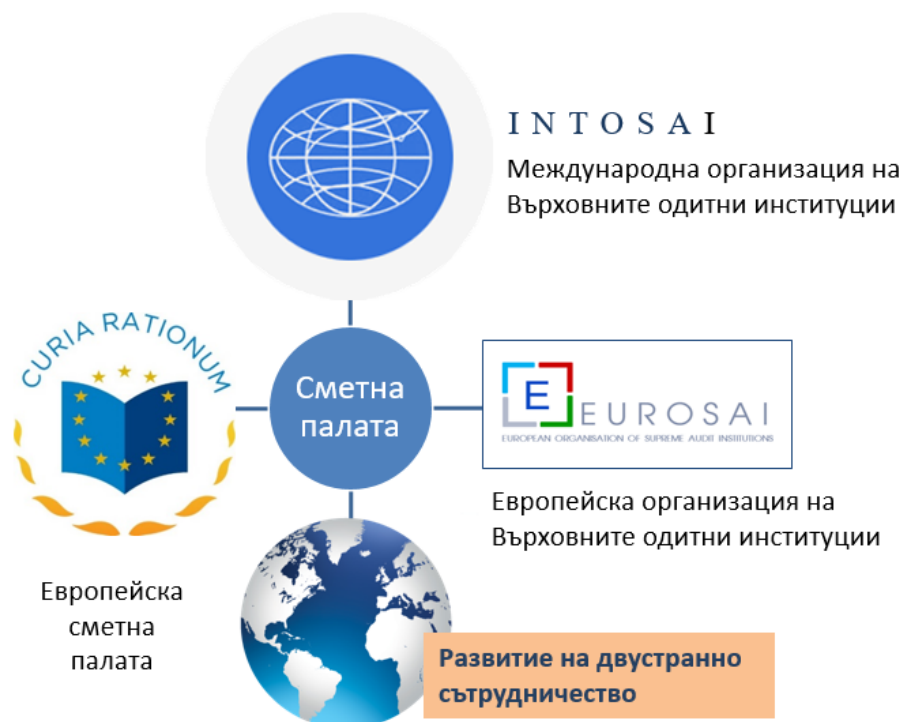 INTOSAI
Международна организация на
Върховните одитни институции
CURIA RATIONUM
Сметна
палата
E
EUROSAI
EUROPEAN ORGANISATION OF SUPREME AUDIT INSTITUTIONS
Европейска организация на
Върховните одитни институции
Европейска
сметна
палата
Развитие на двустранно
сътрудничество